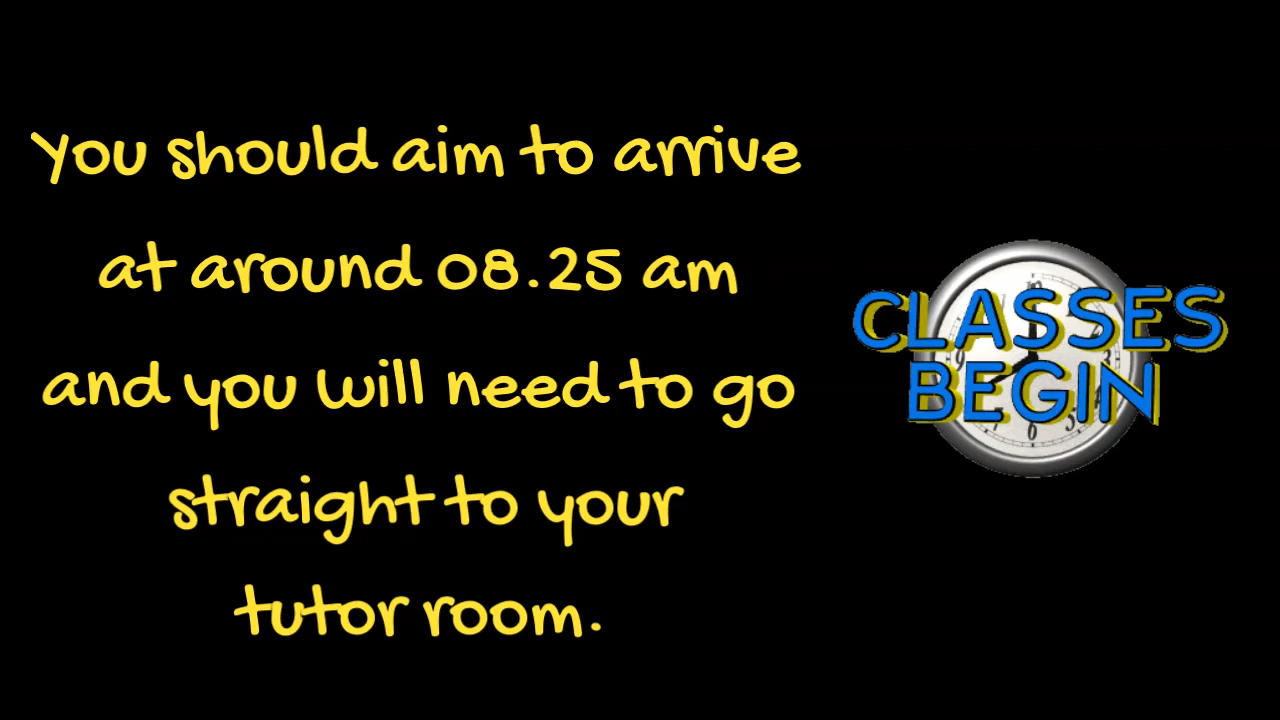 You should aim to arrive
at around 08.25 am
and you will need to go
straight to your
tutor room.
CLASSES
BEGIN